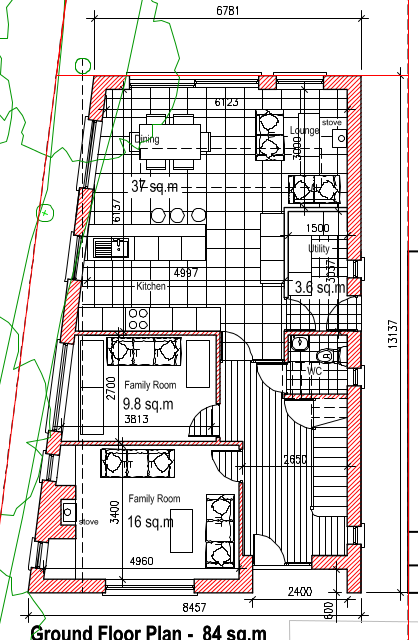 6781
6123
Dining
Lounge
stove
3000
37 sq.m
6137
1500
Utility
3037
3.6 sq.m
4997
Kitchen
13137
WC
2700
Family Room
9.8 sq.m
3813
2650
Family Room
16 sq.m
3400
stove
4960
2400
8457
600
Ground Floor Plan - 84 sq.m